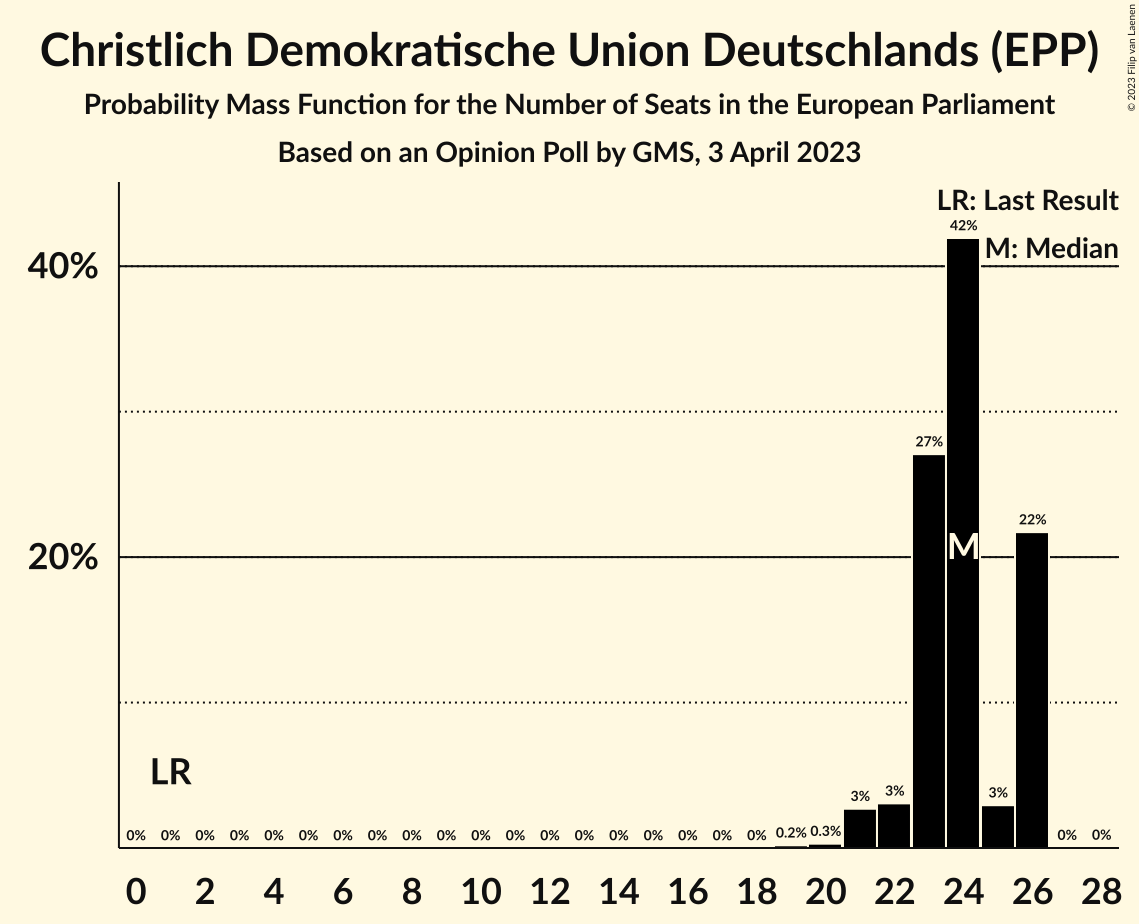 Christlich Demokratische Union Deutschlands (EPP)
Probability Mass Function for the Number of Seats in the European Parliament
Based on an Opinion Poll by GMS, 3 April 2023
© 2023 Filip van Laenen
LR: Last Result
M: Median
42%
40%
27%
22%
20%
M
LR
3% 3% 3%
0% 0% 0% 0% 0% 0% 0% 0% 0% 0% 0% 0% 0% 0% 0% 0% 0% 0% 0% 0.2% 0.3% 0% 0%
0 2 4 6 8 10 12 14 16 18 20 22 24 26 28